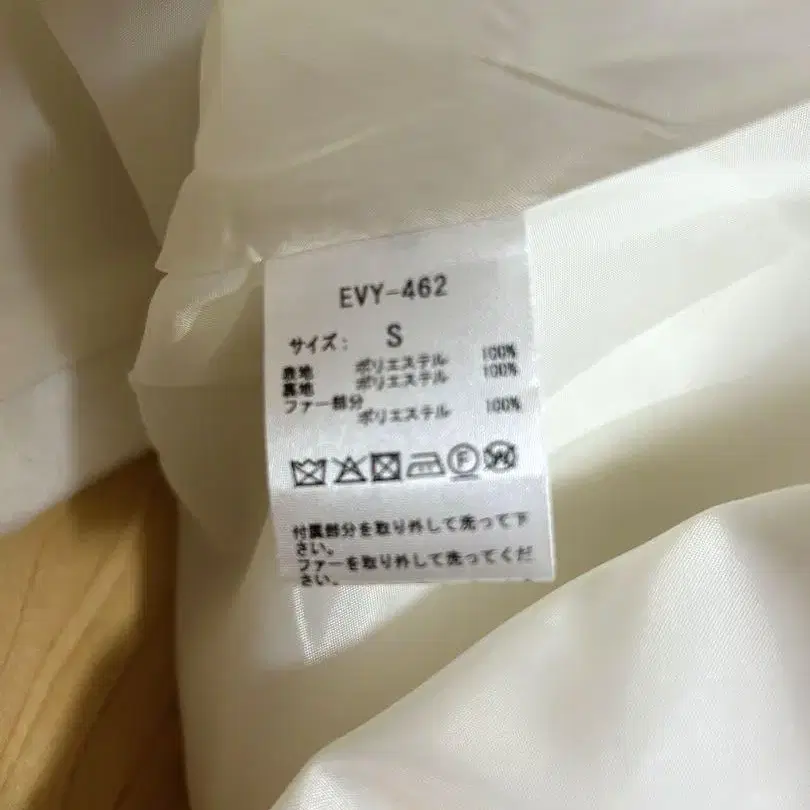 EVY-462
サイズ: S
表地 ポリエステル 100%
裏地 ポリエステル 100%
ファー部分
ポリエステル 100%
F W
付属部分を取り外して洗って下
さい。
ファーを取り外して洗ってくだ
さい。